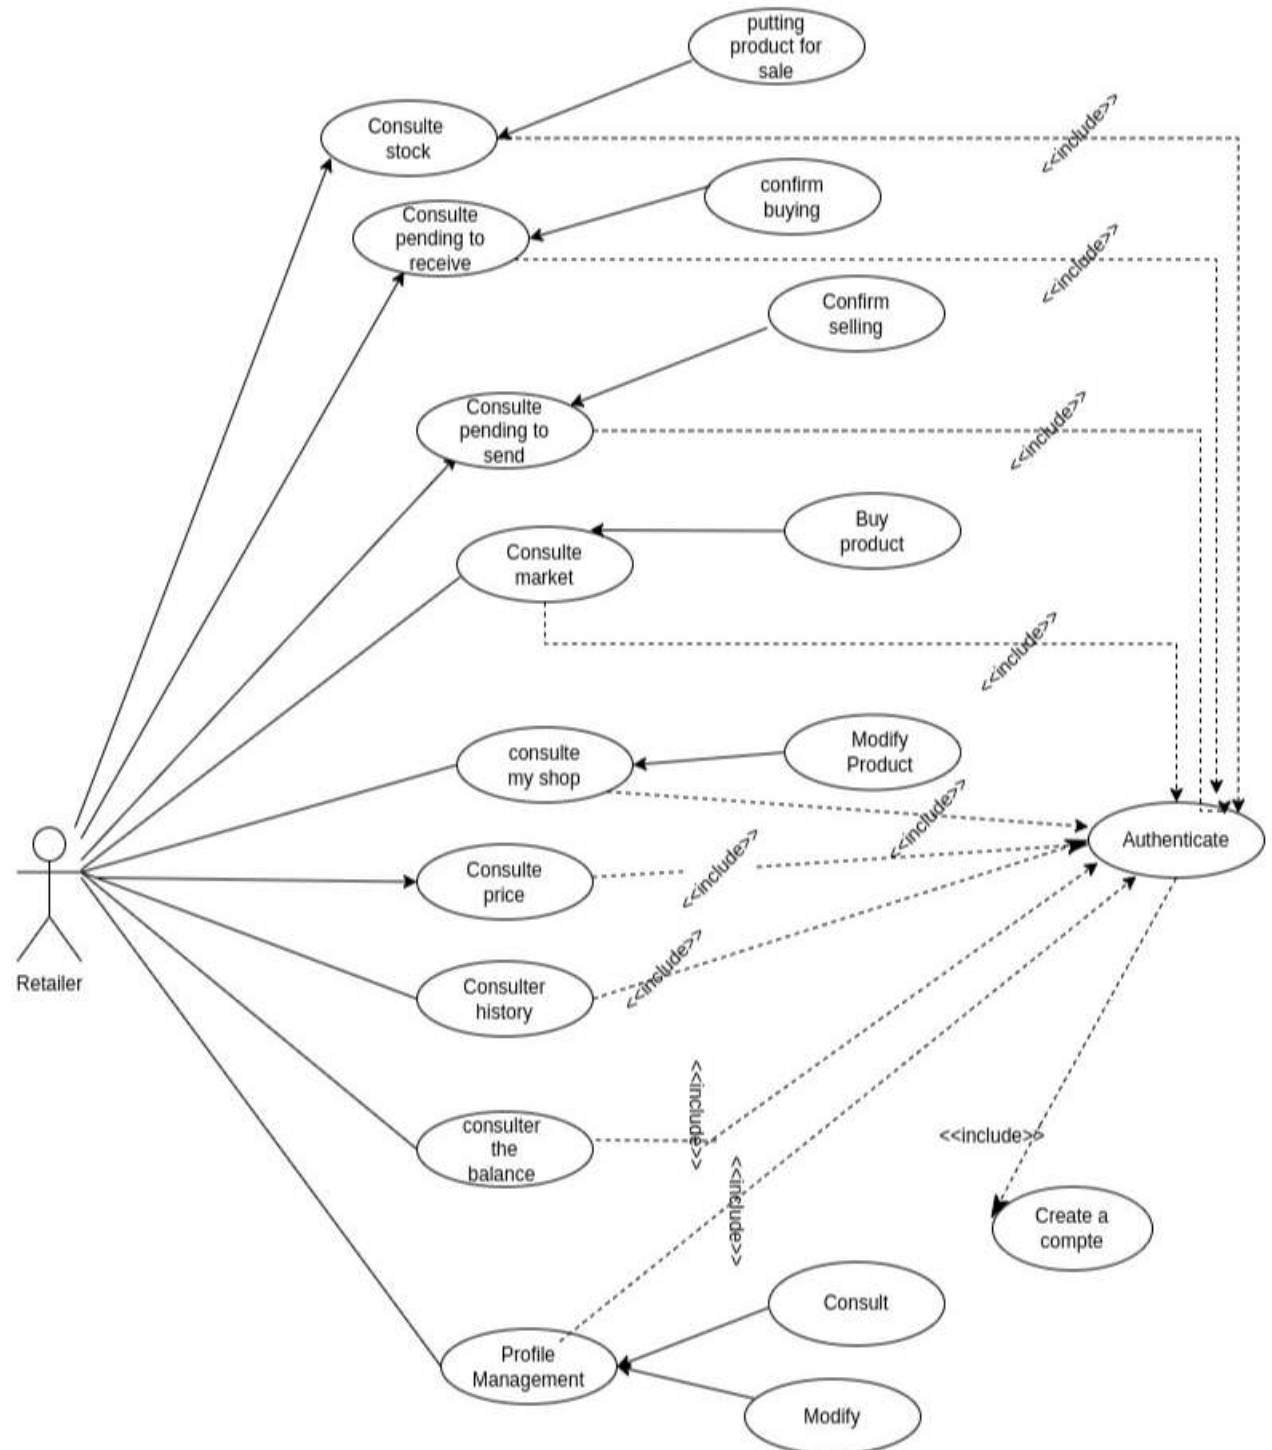 putting
product for
sale
Consulte
stock
<<include>>
confirm
buying
Consulte
pending to
receive
<<include>>
Confirm
selling
Consulte
pending to
send
<<include>>
Buy
product
Consulte
market
<<include>>
Modify
Product
consulte
my shop
<<include>>
Authenticate
Consulte
price
<<include>>
Retailer
Consulter
history
<<include>>
consulter
the
balance
<<include>>
<<include>>
<<include>>
Create a
compte
Consult
Profile
Management
Modify